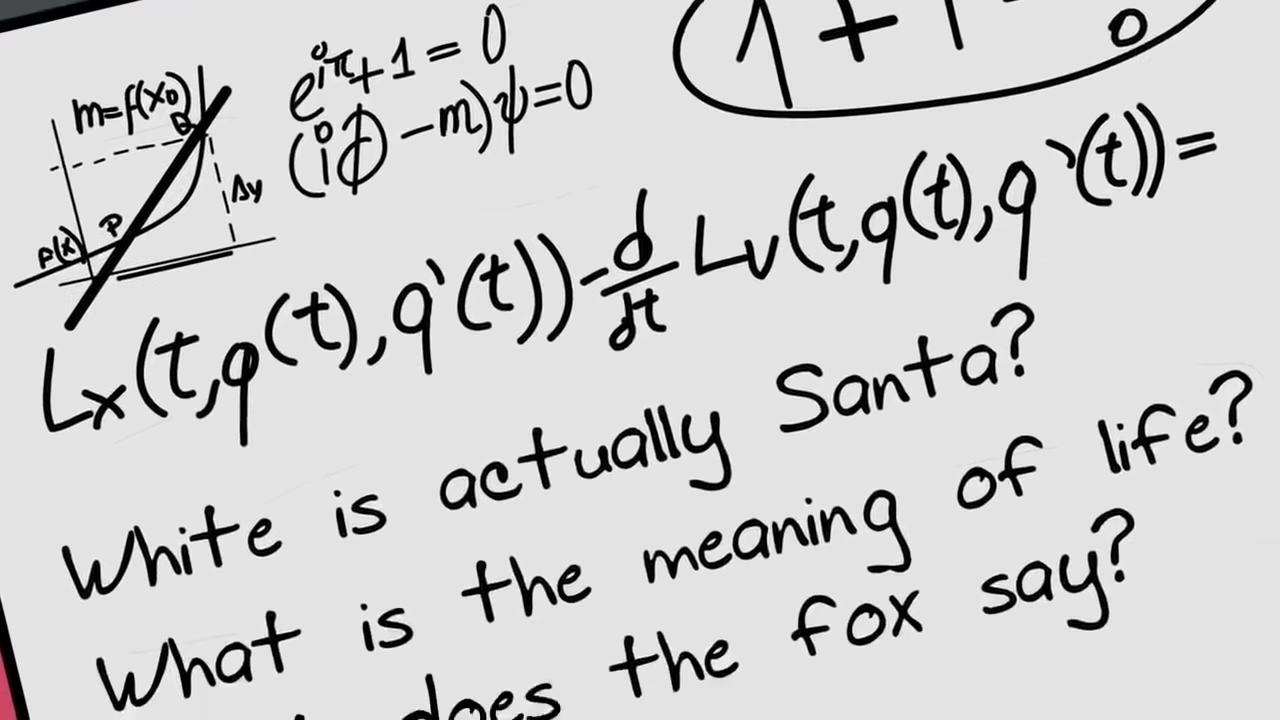 1 + 1
m=f(x₀)
Q
Δy
P
F(x)
e^iπ + 1 = 0
(i∂̸ - m)ψ = 0
Lx(t,q(t),q`(t)) - d/dt Lv(t,q(t),q`(t)) =
White is actually Santa?
What is the meaning of life?
does the fox say?